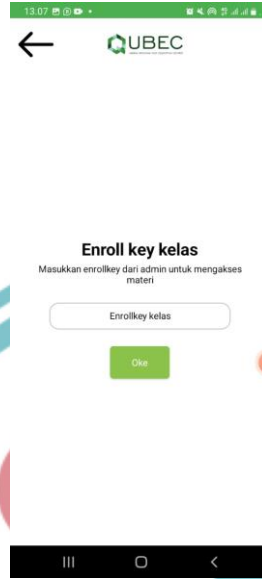 13.07
QUBEC
Enroll key kelas
Masukkan enrollkey dari admin untuk mengakses
materi
Enrollkey kelas
Oke